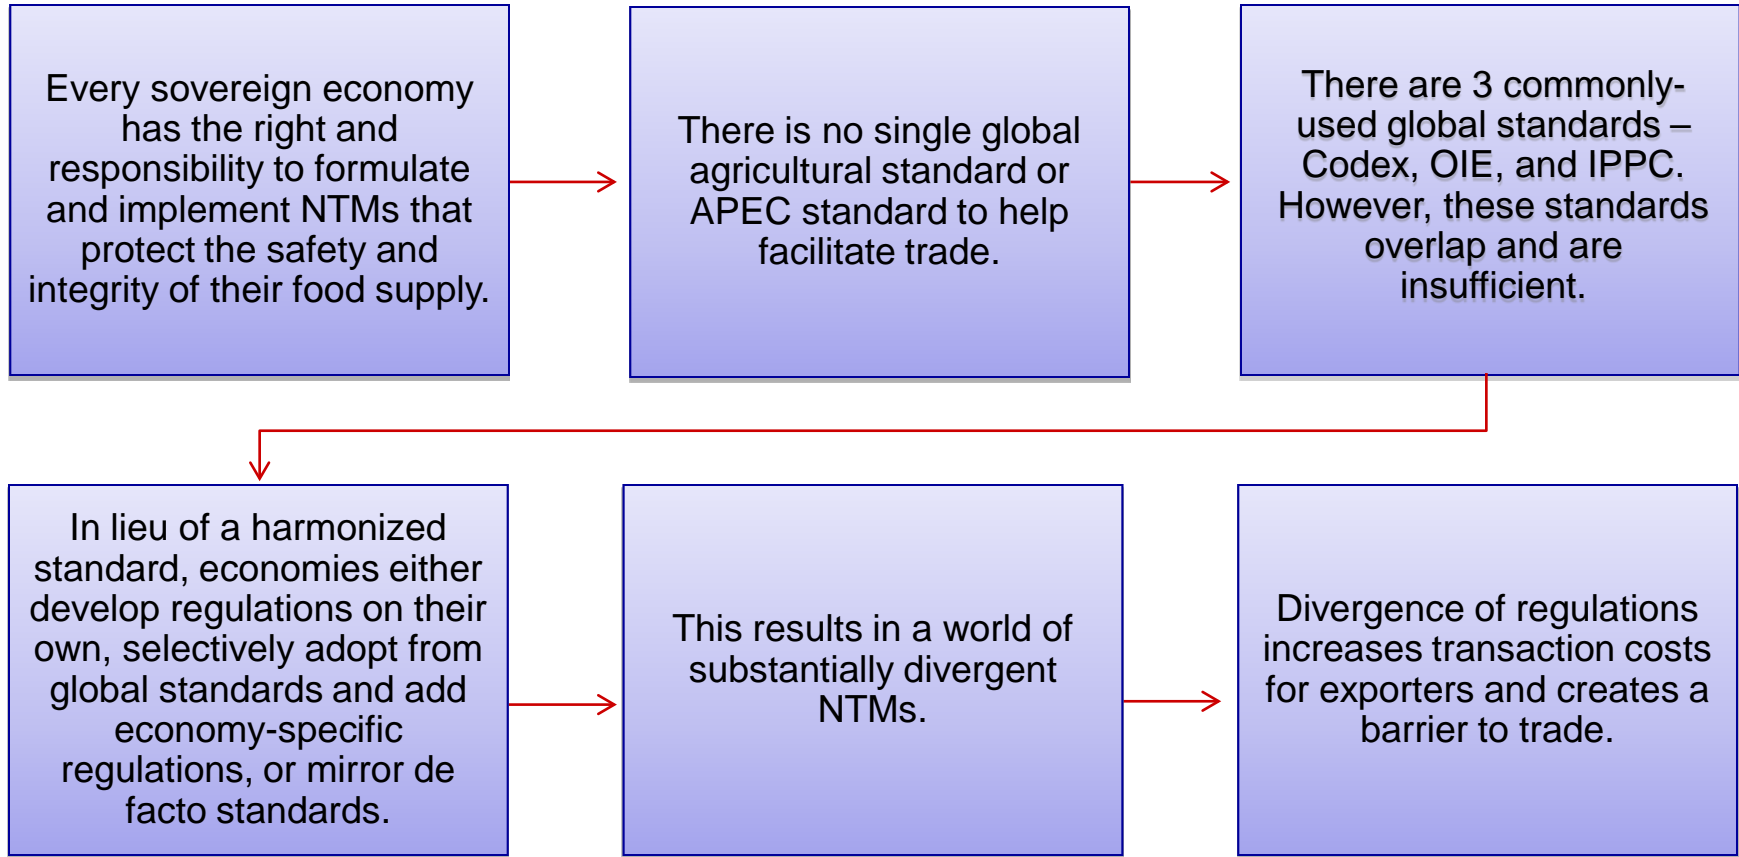 Every sovereign economy
has the right and
responsibility to formulate
and implement NTMs that
protect the safety and
integrity of their food supply.
There is no single global
agricultural standard or
APEC standard to help
facilitate trade.
There are 3 commonly-
used global standards –
Codex, OIE, and IPPC.
However, these standards
overlap and are
insufficient.
In lieu of a harmonized
standard, economies either
develop regulations on their
own, selectively adopt from
global standards and add
economy-specific
regulations, or mirror de
facto standards.
This results in a world of
substantially divergent
NTMs.
Divergence of regulations
increases transaction costs
for exporters and creates a
barrier to trade.